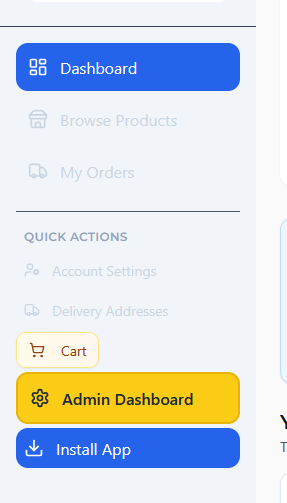 Dashboard
Browse Products
My Orders
QUICK ACTIONS
Account Settings
Delivery Addresses
Cart
Admin Dashboard
Install App
Y
T